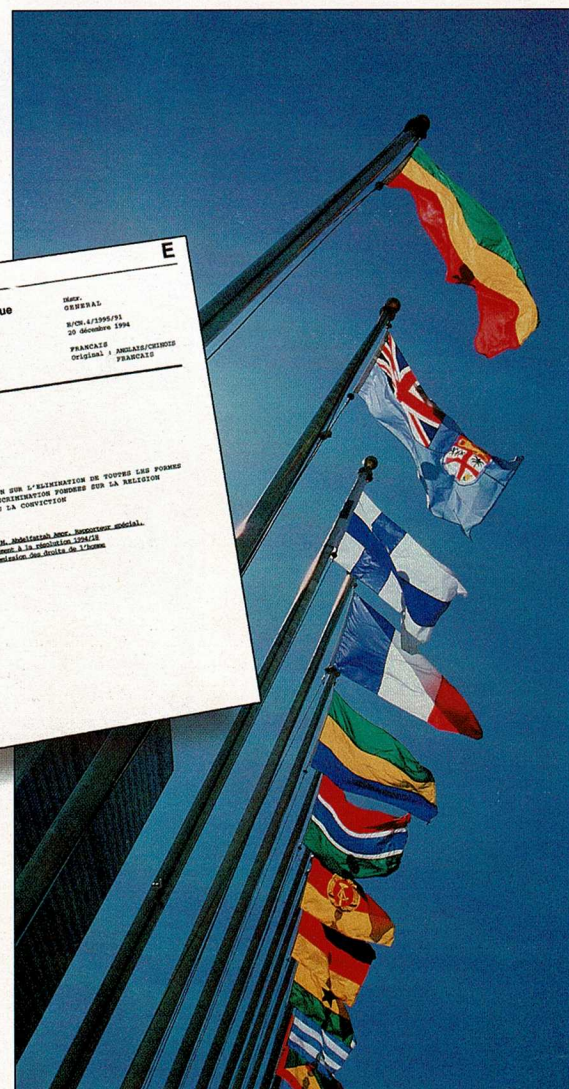 E
ue
Distr.
GENERAL
E/CN.4/1995/91
20 décembre 1994
FRANCAIS
Original : ANGLAIS/CHINOIS
FRANCAIS
N SUR L'ELIMINATION DE TOUTES LES FORMES
CRIMINATION FONDEES SUR LA RELIGION
LA CONVICTION
M. Abdelfattah Amor, Rapporteur spécial,
ment à la résolution 1994/18
mission des droits de l'homme